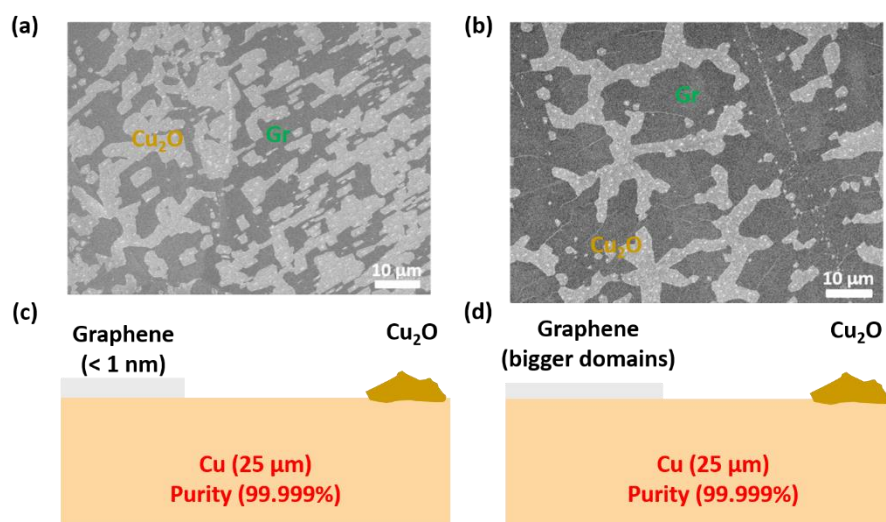 (a)
(b)
Cu₂O
Gr
Gr
Cu₂O
10 µm
10 µm
(c)
(d)
Graphene
(< 1 nm)
Cu₂O
Graphene
(bigger domains)
Cu₂O
Cu (25 µm)
Purity (99.999%)
Cu (25 µm)
Purity (99.999%)